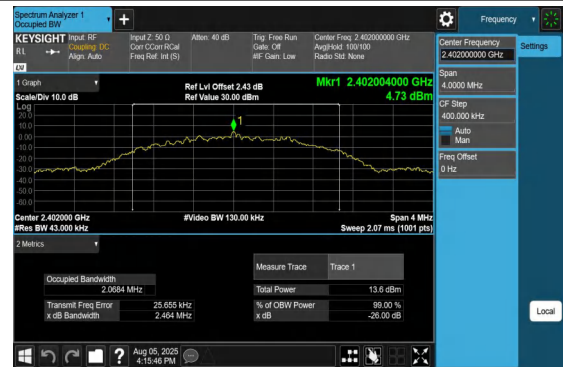 Spectrum Analyzer 1
Occupied BW
Frequency
KEYSIGHT
RL
Input: RF
Coupling: DC
Align: Auto
Input Z: 50 Ω
Corr CCorr RCal
Freq Ref: Int (S)
Atten: 40 dB
Trig: Free Run
Gate: Off
#IF Gain: Low
Center Freq: 2.402000000 GHz
Avg|Hold: 100/100
Radio Std: None
Center Frequency
2.402000000 GHz
Settings
Span
4.0000 MHz
CF Step
400.000 kHz
Auto
Man
Freq Offset
0 Hz
Local
1 Graph
Scale/Div 10.0 dB
Ref Lvl Offset 2.43 dB
Ref Value 30.00 dBm
Mkr1 2.402004000 GHz
4.73 dBm
Log
20.0
10.0
0.00
-10.0
-20.0
-30.0
-40.0
-50.0
-60.0
1
Center 2.402000 GHz
#Video BW 130.00 kHz
Span 4 MHz
#Res BW 43.000 kHz
Sweep 2.07 ms (1001 pts)
2 Metrics
Measure Trace
Trace 1
Occupied Bandwidth
2.0684 MHz
Total Power
13.6 dBm
Transmit Freq Error
25.655 kHz
% of OBW Power
99.00 %
x dB Bandwidth
2.464 MHz
x dB
-26.00 dB
?
Aug 05, 2025
4:15:46 PM